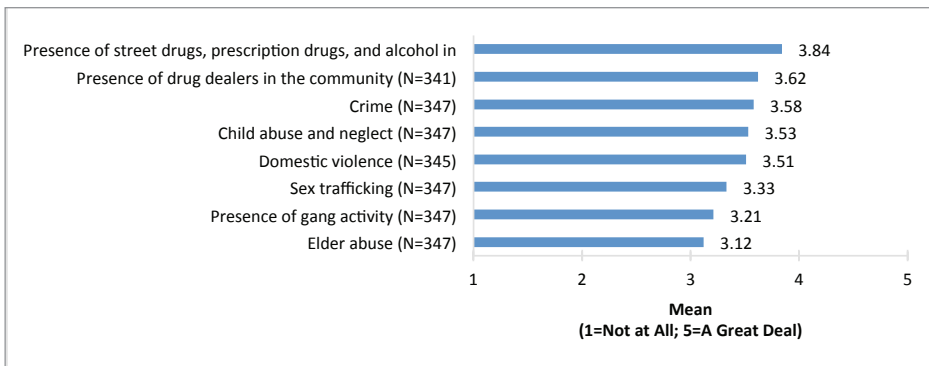 Presence of street drugs, prescription drugs, and alcohol in 3.84
Presence of drug dealers in the community (N=341) 3.62
Crime (N=347) 3.58
Child abuse and neglect (N=347) 3.53
Domestic violence (N=345) 3.51
Sex trafficking (N=347) 3.33
Presence of gang activity (N=347) 3.21
Elder abuse (N=347) 3.12
1 2 3 4 5
Mean
(1=Not at All; 5=A Great Deal)